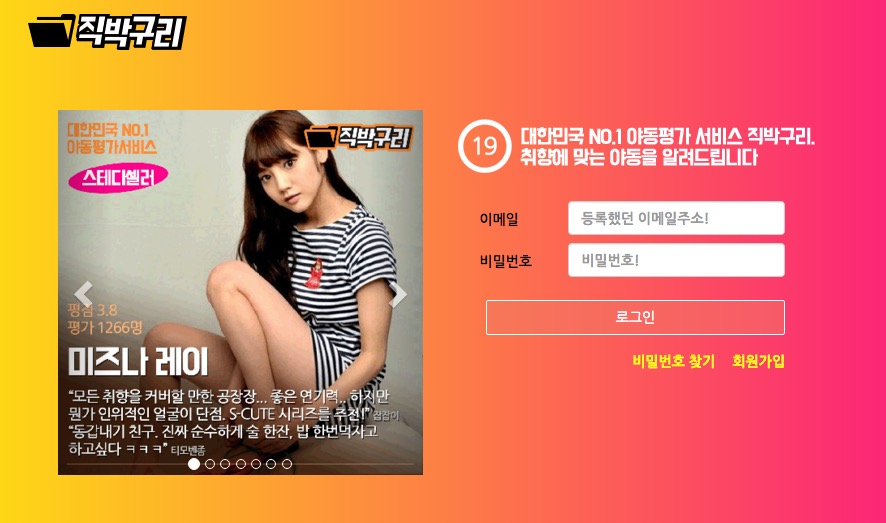 직박구리
대한민국 NO.1
야동평가서비스
직박구리
스테디셀러
평점 3.8
평가 1266명
미즈나 레이
“모든 취향을 커버할 만한 공장장... 좋은 연기력.. 하지만
뭔가 인위적인 얼굴이 단점. S-CUTE 시리즈를 추천!” 잡잡이
“동갑내기 친구. 진짜 순수하게 술 한잔, 밥 한번먹자고
하고싶다 ㅋㅋㅋ” 티모벤좀
19
대한민국 NO.1 야동평가 서비스 직박구리.
취향에 맞는 야동을 알려드립니다
이메일
등록했던 이메일주소!
비밀번호
비밀번호!
로그인
비밀번호 찾기 회원가입